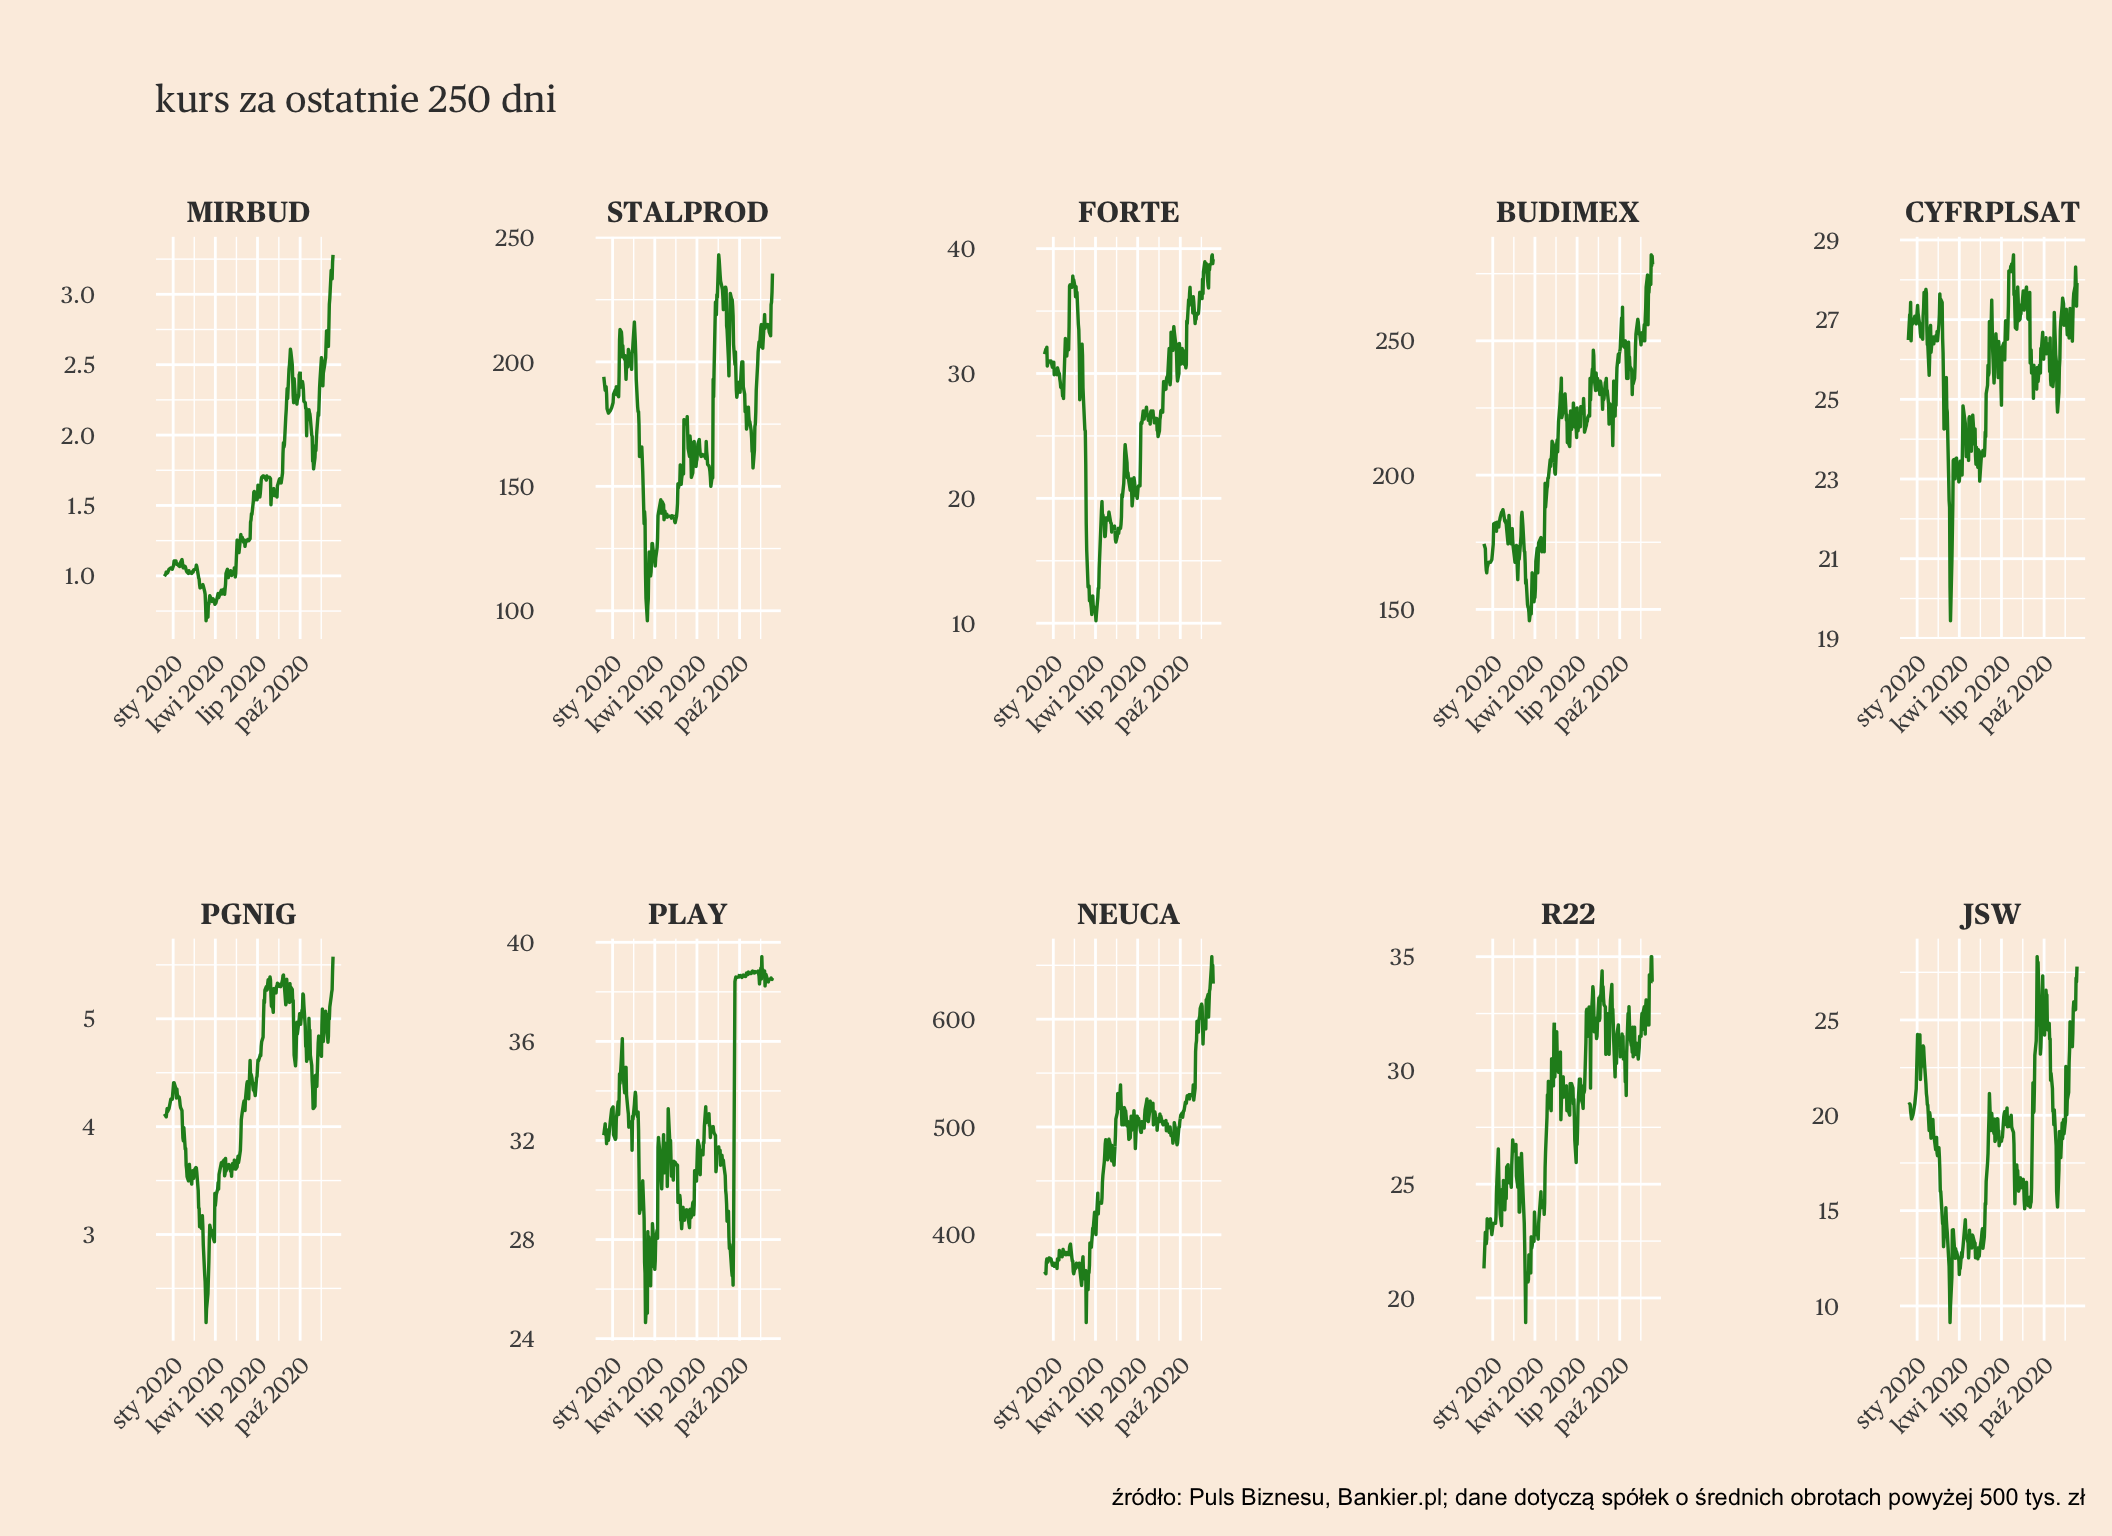 kurs za ostatnie 250 dni
MIRBUD
3.0
2.5
2.0
1.5
1.0
sty 2020
kwi 2020
lip 2020
paź 2020
STALPROD
250
200
150
100
sty 2020
kwi 2020
lip 2020
paź 2020
FORTE
40
30
20
10
sty 2020
kwi 2020
lip 2020
paź 2020
BUDIMEX
250
200
150
sty 2020
kwi 2020
lip 2020
paź 2020
CYFRPLSAT
29
27
25
23
21
19
sty 2020
kwi 2020
lip 2020
paź 2020
PGNIG
5
4
3
sty 2020
kwi 2020
lip 2020
paź 2020
PLAY
40
36
32
28
24
sty 2020
kwi 2020
lip 2020
paź 2020
NEUCA
600
500
400
sty 2020
kwi 2020
lip 2020
paź 2020
R22
35
30
25
20
sty 2020
kwi 2020
lip 2020
paź 2020
JSW
25
20
15
10
sty 2020
kwi 2020
lip 2020
paź 2020
źródło: Puls Biznesu, Bankier.pl; dane dotyczą spółek o średnich obrotach powyżej 500 tys. zł